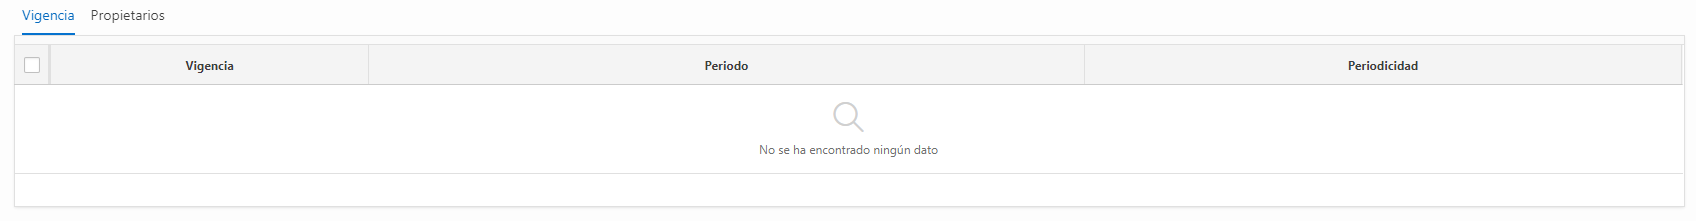 Vigencia Propietarios
Vigencia Periodo Periodicidad
No se ha encontrado ningún dato